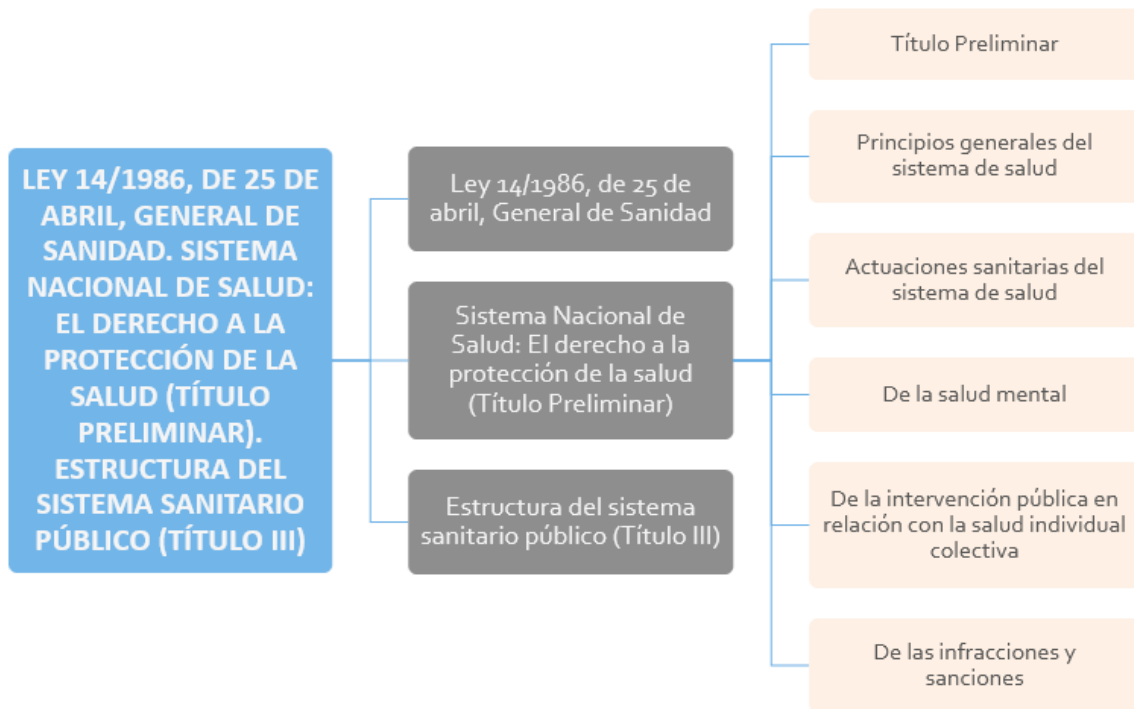 LEY 14/1986, DE 25 DE
ABRIL, GENERAL DE
SANIDAD. SISTEMA
NACIONAL DE SALUD:
EL DERECHO A LA
PROTECCIÓN DE LA
SALUD (TÍTULO
PRELIMINAR).
ESTRUCTURA DEL
SISTEMA SANITARIO
PÚBLICO (TÍTULO III)
Ley 14/1986, de 25 de
abril, General de Sanidad
Sistema Nacional de
Salud: El derecho a la
protección de la salud
(Título Preliminar)
Estructura del sistema
sanitario público (Título III)
Título Preliminar
Principios generales del
sistema de salud
Actuaciones sanitarias del
sistema de salud
De la salud mental
De la intervención pública en
relación con la salud individual
colectiva
De las infracciones y
sanciones